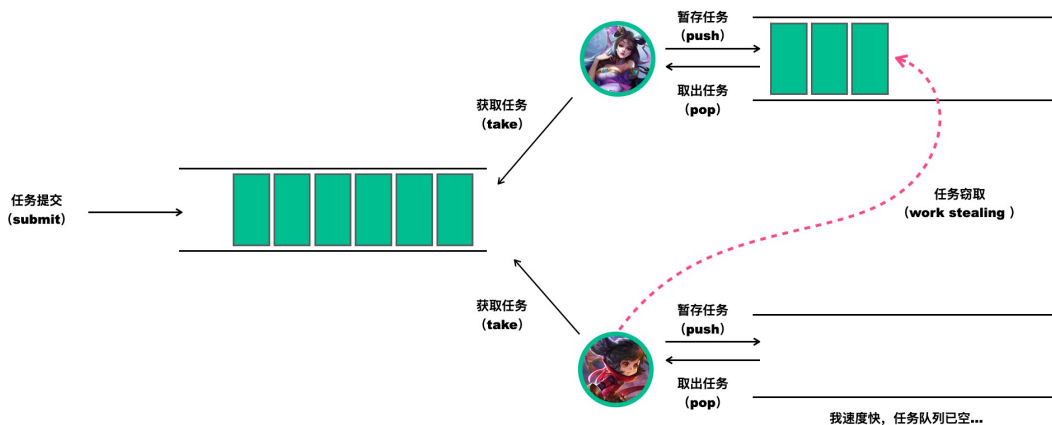 暂存任务
（push）
取出任务
（pop）
获取任务
（take）
任务提交
（submit）
任务窃取
（work stealing ）
获取任务
（take）
暂存任务
（push）
取出任务
（pop）
我速度快，任务队列已空...